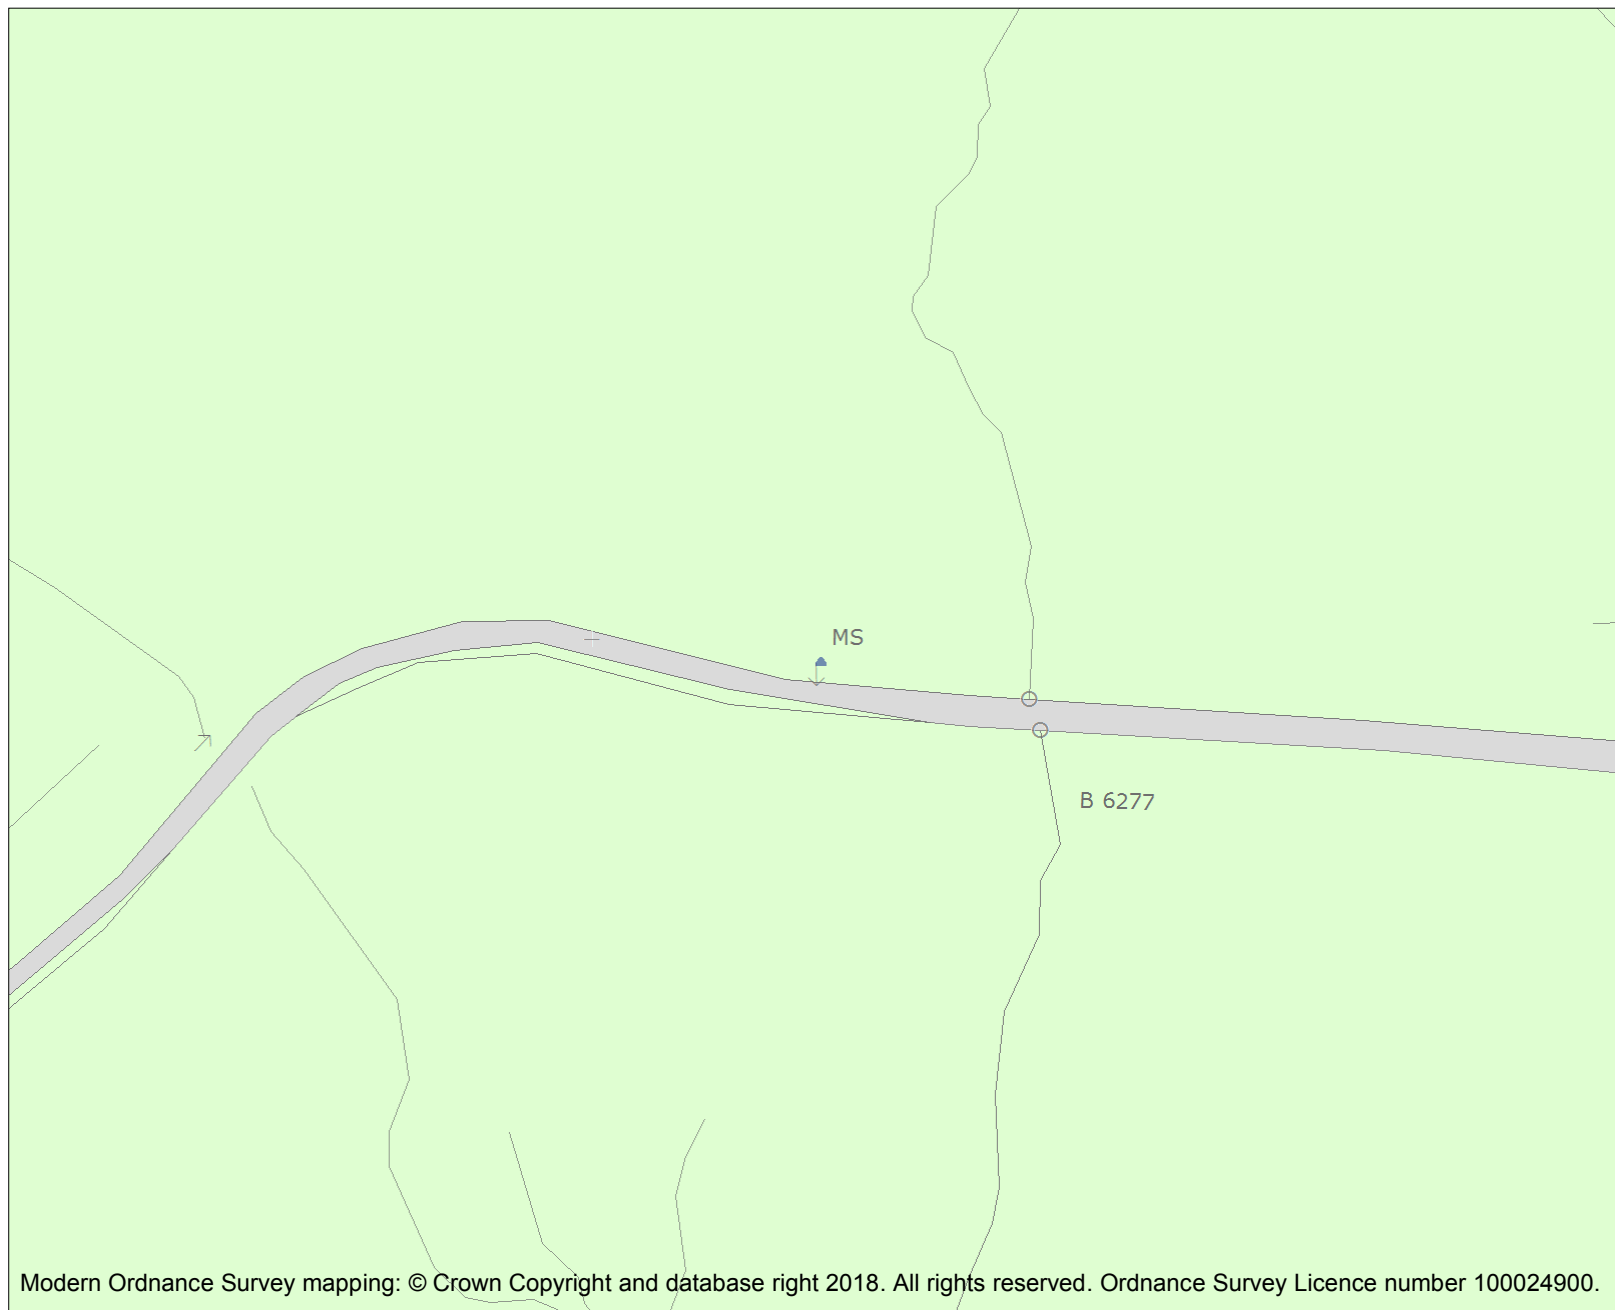 MS
B 6277
Modern Ordnance Survey mapping: © Crown Copyright and database right 2018. All rights reserved. Ordnance Survey Licence number 100024900.